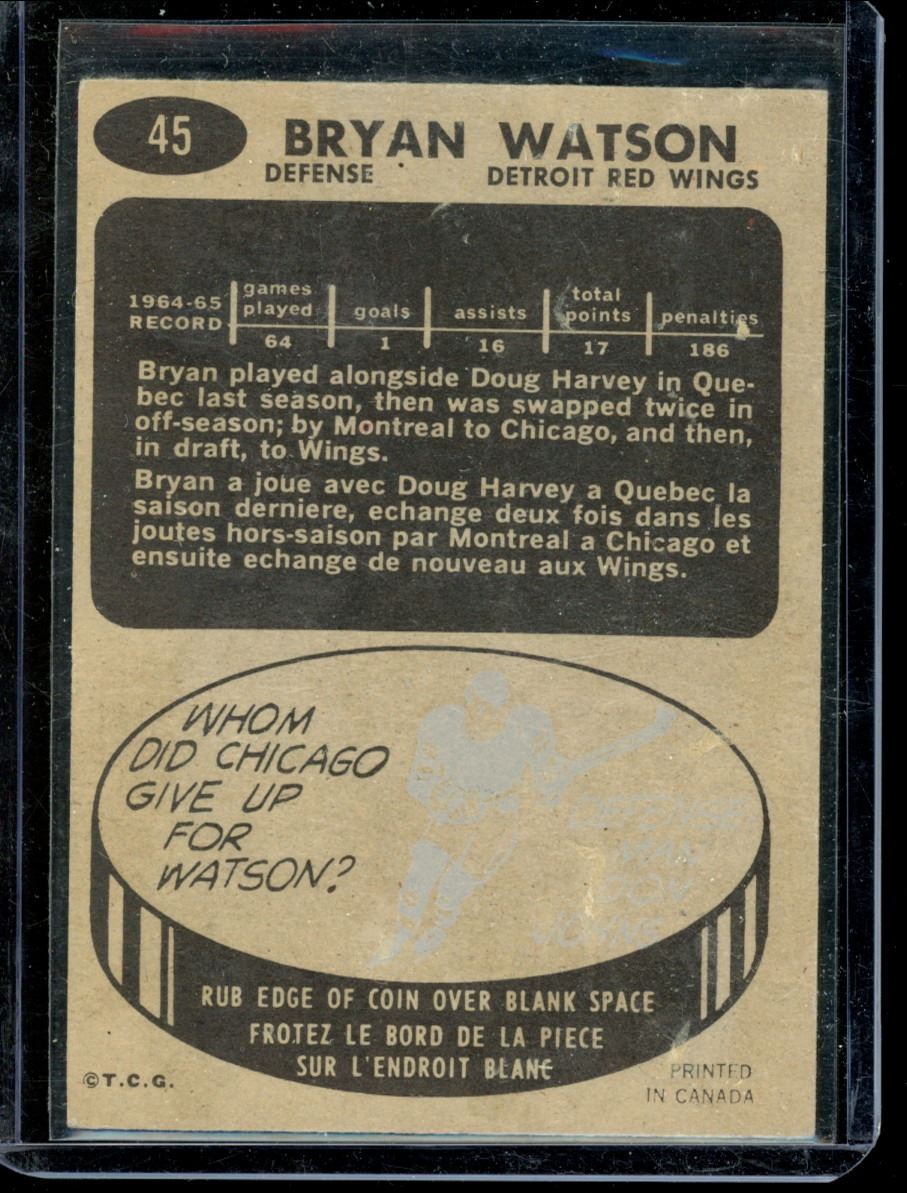 45
BRYAN WATSON
DEFENSE DETROIT RED WINGS
1964-65 RECORD games played goals assists total points penalties
64 1 16 17 186
Bryan played alongside Doug Harvey in Que-
bec last season, then was swapped twice in
off-season; by Montreal to Chicago, and then,
in draft, to Wings.
Bryan a joue avec Doug Harvey a Quebec la
saison derniere, echange deux fois dans les
joutes hors-saison par Montreal a Chicago et
ensuite echange de nouveau aux Wings.
WHOM
DID CHICAGO
GIVE UP
FOR
WATSON?
DEFENSE-
MAN
DON
JOHNS
RUB EDGE OF COIN OVER BLANK SPACE
FROTEZ LE BORD DE LA PIECE
SUR L'ENDROIT BLANC
©T.C.G.
PRINTED
IN CANADA